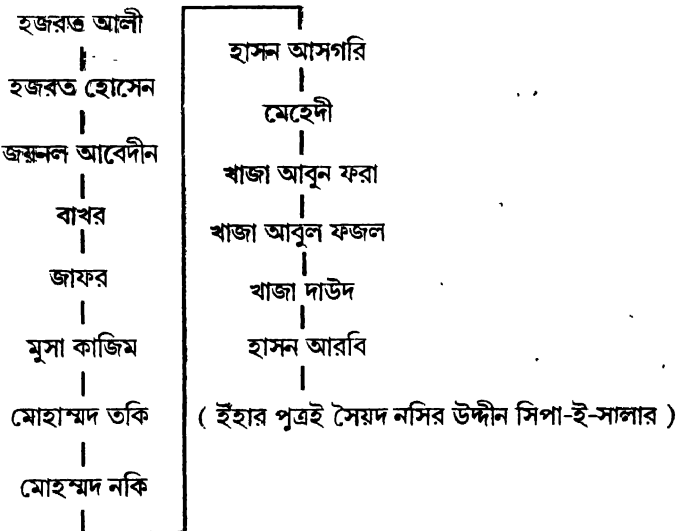 হজরত আলী
হজরত হোসেন
জয়নল আবেদীন
বাখর
জাফর
মুসা কাজিম
মোহাম্মদ তকি
মোহম্মদ নকি
হাসন আসগরি
মেহেদী
খাজা আবুন ফরা
খাজা আবুল ফজল
খাজা দাউদ
হাসন আরবি
( ইঁহার পুত্রই সৈয়দ নসির উদ্দীন সিপা-ই-সালার )